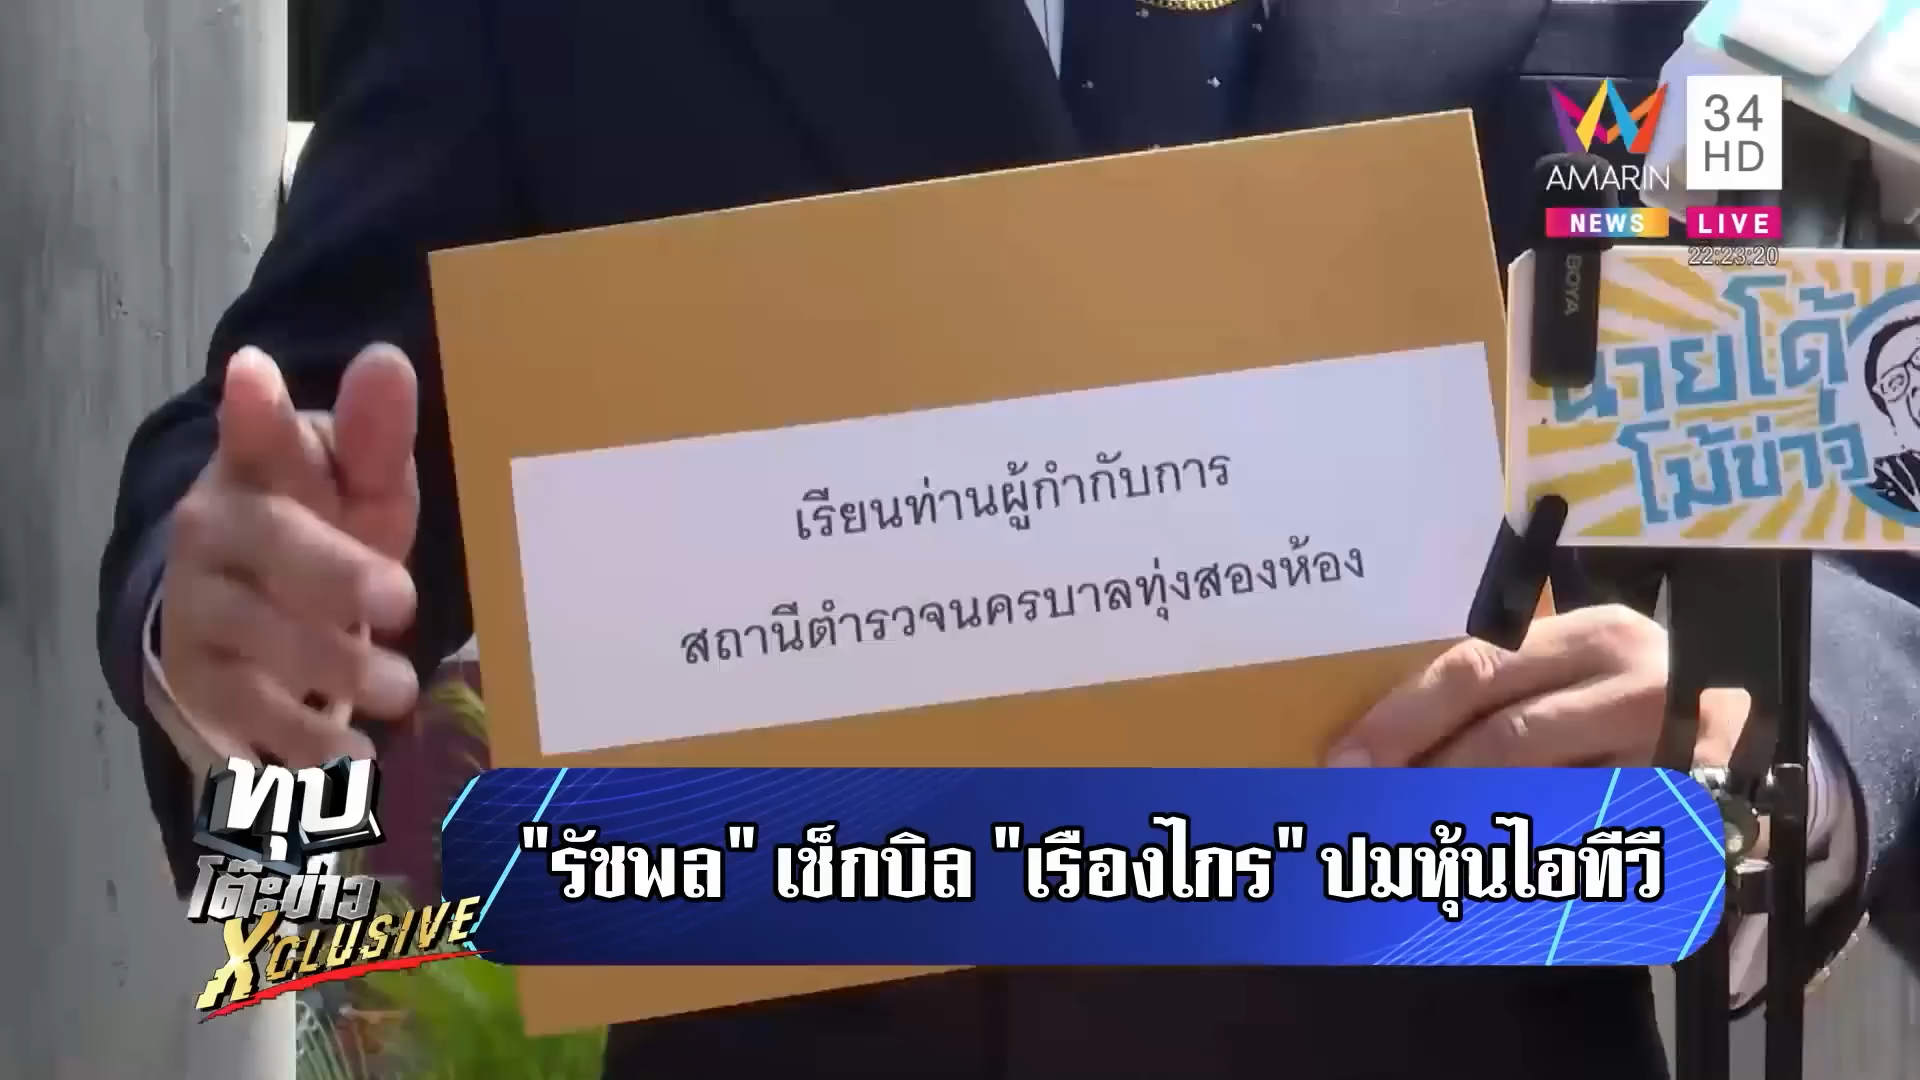 AMARIN
34
HD
NEWS
LIVE
22:23:20
BOYA
นายโด้
โม้ข่าว
เรียนท่านผู้กำกับการ
สถานีตำรวจนครบาลทุ่งสองห้อง
ทุบ
โต๊ะข่าว
XCLUSIVE
"รัชพล" เช็กบิล "เรืองไกร" ปมหุ้นไอทีวี